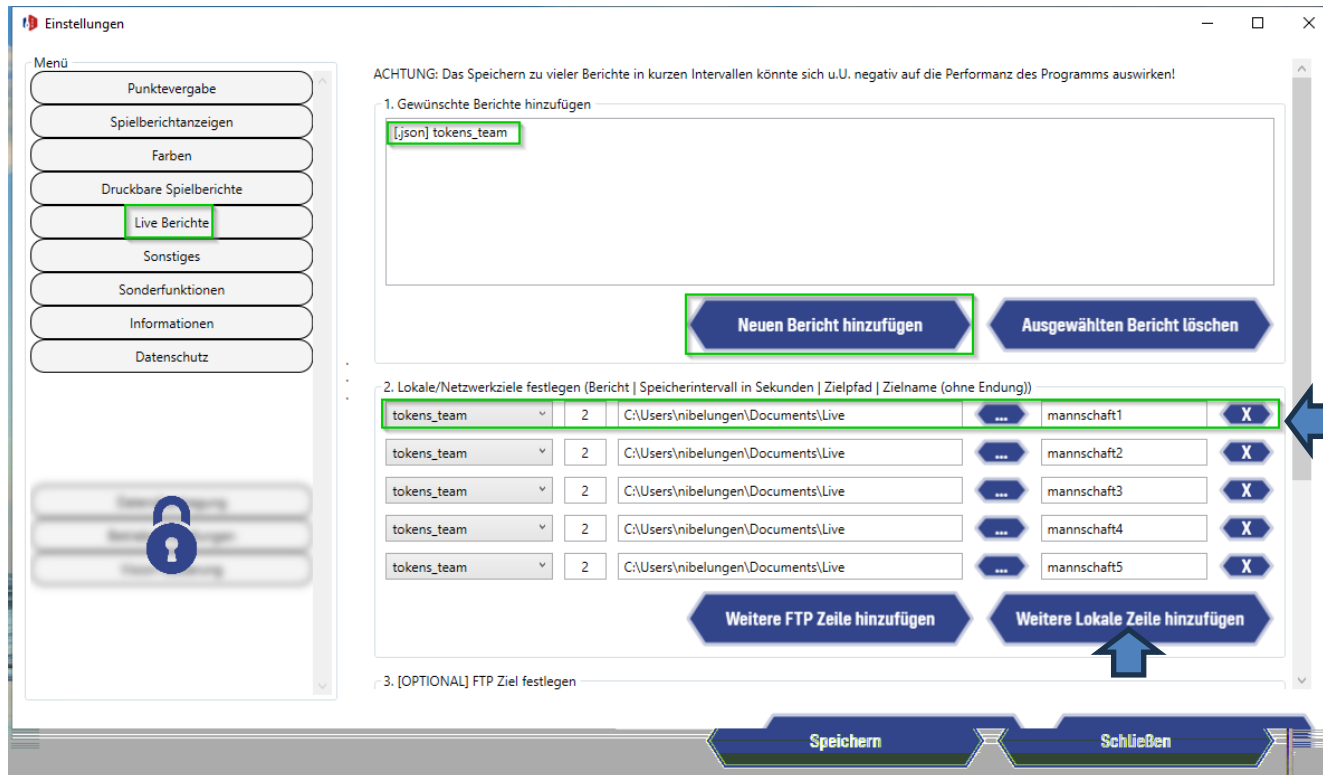 Einstellungen
Menü
Punktevergabe
Spielberichtanzeigen
Farben
Druckbare Spielberichte
Live Berichte
Sonstiges
Sonderfunktionen
Informationen
Datenschutz
ACHTUNG: Das Speichern zu vieler Berichte in kurzen Intervallen könnte sich u.U. negativ auf die Performanz des Programms auswirken!
1. Gewünschte Berichte hinzufügen
[.json] tokens_team
Neuen Bericht hinzufügen Ausgewählten Bericht löschen
2. Lokale/Netzwerkziele festlegen (Bericht | Speicherintervall in Sekunden | Zielpfad | Zielname (ohne Endung))
tokens_team 2 C:\Users\nibelungen\Documents\Live ... mannschaft1 X
tokens_team 2 C:\Users\nibelungen\Documents\Live ... mannschaft2 X
tokens_team 2 C:\Users\nibelungen\Documents\Live ... mannschaft3 X
tokens_team 2 C:\Users\nibelungen\Documents\Live ... mannschaft4 X
tokens_team 2 C:\Users\nibelungen\Documents\Live ... mannschaft5 X
Weitere FTP Zeile hinzufügen Weitere Lokale Zeile hinzufügen
3. [OPTIONAL] FTP Ziel festlegen
Speichern Schließen